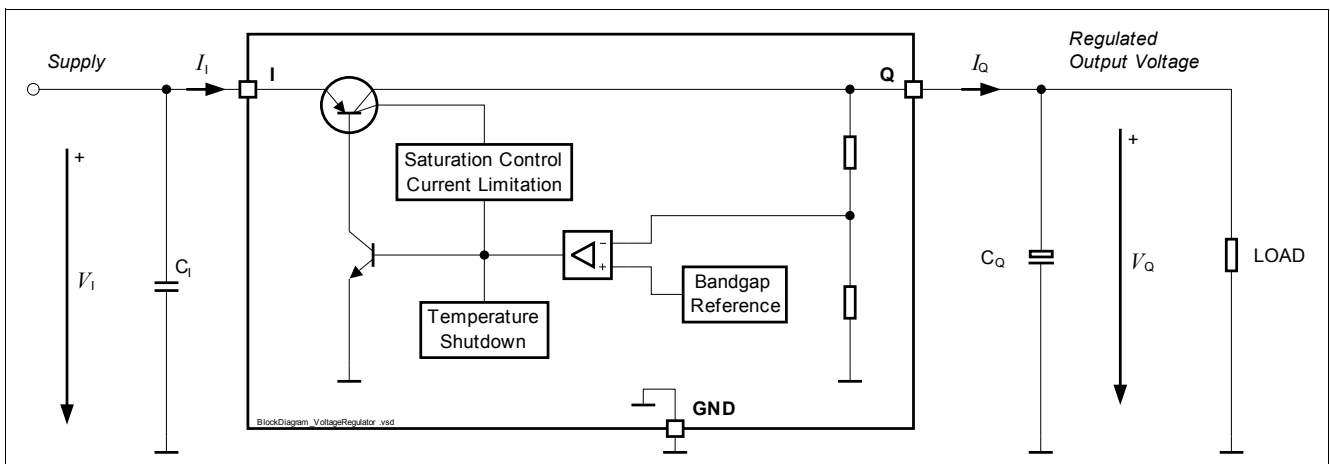 Supply
I_I
I
Q
I_Q
Regulated
Output Voltage
+
V_I
C_I
Saturation Control
Current Limitation
-
+
Bandgap
Reference
Temperature
Shutdown
C_Q
+
V_Q
LOAD
GND
BlockDiagram_VoltageRegulator .vsd